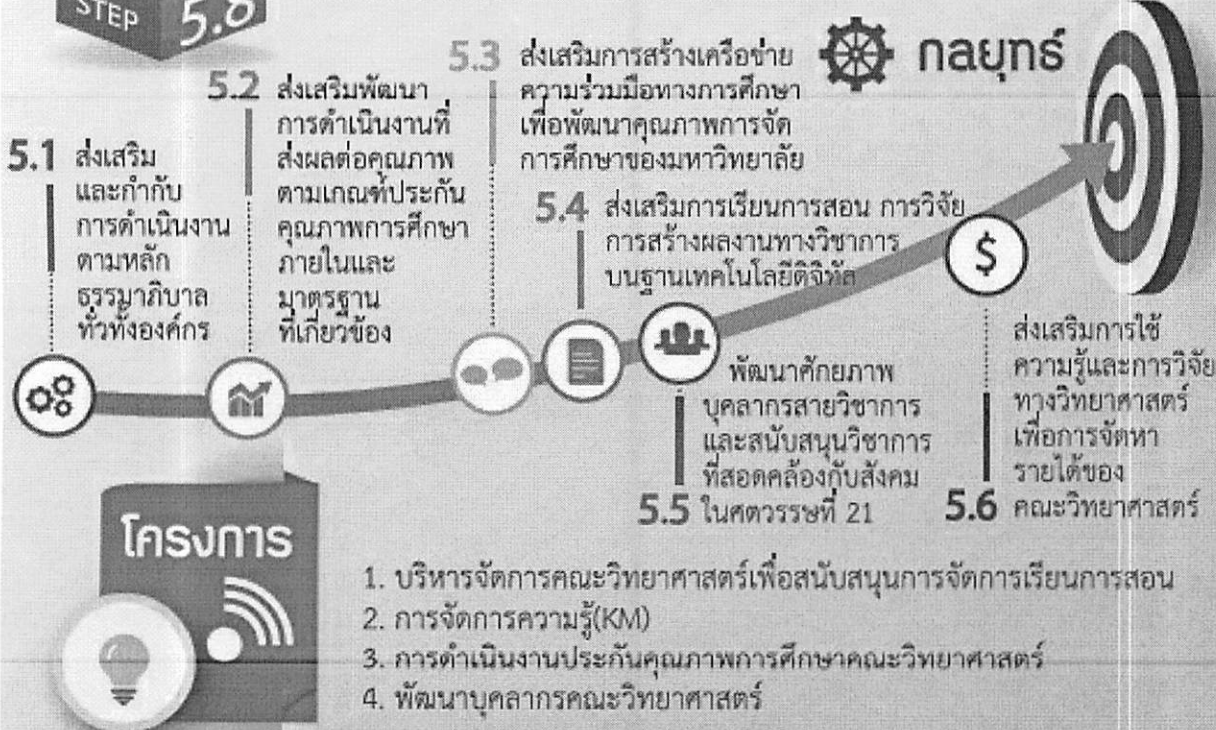 STEP 5.8
กลยุทธ์
5.1 ส่งเสริม
และกำกับ
การดำเนินงาน
ตามหลัก
ธรรมาภิบาล
ทั่วทั้งองค์กร
5.2 ส่งเสริมพัฒนา
การดำเนินงานที่
ส่งผลต่อคุณภาพ
ตามเกณฑ์ประกัน
คุณภาพการศึกษา
ภายในและ
มาตรฐาน
ที่เกี่ยวข้อง
5.3 ส่งเสริมการสร้างเครือข่าย
ความร่วมมือทางการศึกษา
เพื่อพัฒนาคุณภาพการจัด
การศึกษาของมหาวิทยาลัย
5.4 ส่งเสริมการเรียนการสอน การวิจัย
การสร้างผลงานทางวิชาการ
บนฐานเทคโนโลยีดิจิทัล
พัฒนาศักยภาพ
บุคลากรสายวิชาการ
และสนับสนุนวิชาการ
ที่สอดคล้องกับสังคม
5.5 ในศตวรรษที่ 21
$
ส่งเสริมการใช้
ความรู้และการวิจัย
ทางวิทยาศาสตร์
เพื่อการจัดหา
รายได้ของ
5.6 คณะวิทยาศาสตร์
โครงการ
1. บริหารจัดการคณะวิทยาศาสตร์เพื่อสนับสนุนการจัดการเรียนการสอน
2. การจัดการความรู้(KM)
3. การดำเนินงานประกันคุณภาพการศึกษาคณะวิทยาศาสตร์
4. พัฒนาบุคลากรคณะวิทยาศาสตร์